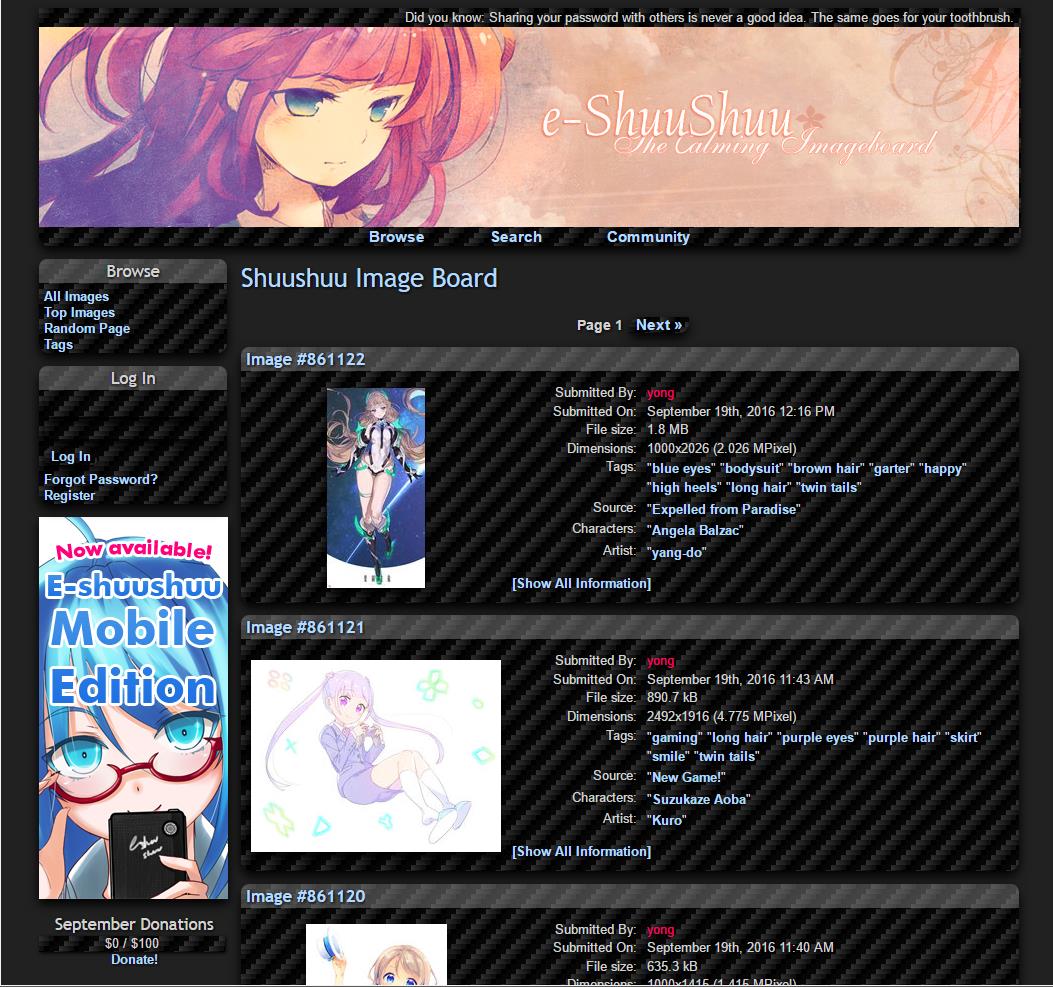 Did you know: Sharing your password with others is never a good idea. The same goes for your toothbrush.
e-ShuuShuu
The Calming Imageboard
Browse Search Community
Browse
All Images
Top Images
Random Page
Tags
Log In
Log In
Forgot Password?
Register
Now available!
E-shuushuu
Mobile
Edition
September Donations
$0 / $100
Donate!
Shuushuu Image Board
Page 1 Next »
Image #861122
Submitted By: yong
Submitted On: September 19th, 2016 12:16 PM
File size: 1.8 MB
Dimensions: 1000x2026 (2.026 MPixel)
Tags: "blue eyes" "bodysuit" "brown hair" "garter" "happy"
"high heels" "long hair" "twin tails"
Source: "Expelled from Paradise"
Characters: "Angela Balzac"
Artist: "yang-do"
[Show All Information]
Image #861121
Submitted By: yong
Submitted On: September 19th, 2016 11:43 AM
File size: 890.7 kB
Dimensions: 2492x1916 (4.775 MPixel)
Tags: "gaming" "long hair" "purple eyes" "purple hair" "skirt"
"smile" "twin tails"
Source: "New Game!"
Characters: "Suzukaze Aoba"
Artist: "Kuro"
[Show All Information]
Image #861120
Submitted By: yong
Submitted On: September 19th, 2016 11:40 AM
File size: 635.3 kB
Dimensions: 1000x1415 (1.415 MPixel)